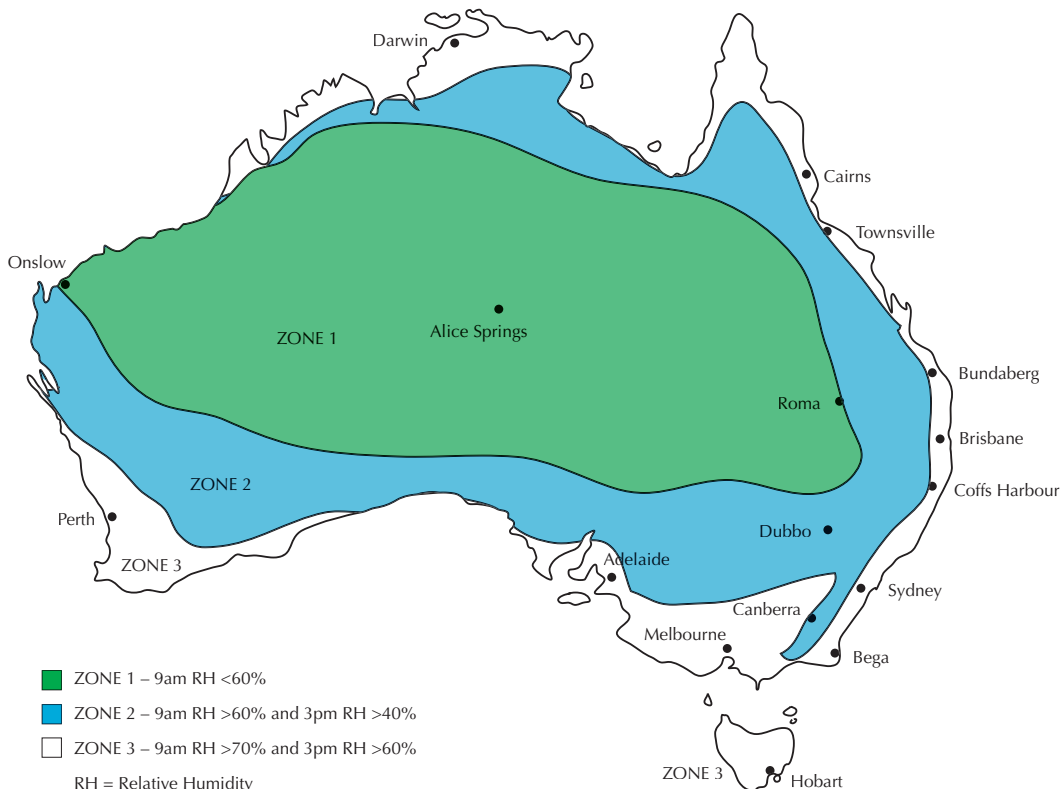 Darwin
Cairns
Townsville
Onslow
Alice Springs
ZONE 1
Bundaberg
Roma
Brisbane
ZONE 2
Coffs Harbour
Perth
Dubbo
ZONE 3
Adelaide
Sydney
Canberra
Melbourne
Bega
ZONE 1 – 9am RH <60%
ZONE 2 – 9am RH >60% and 3pm RH >40%
ZONE 3 – 9am RH >70% and 3pm RH >60%
RH = Relative Humidity
ZONE 3
Hobart